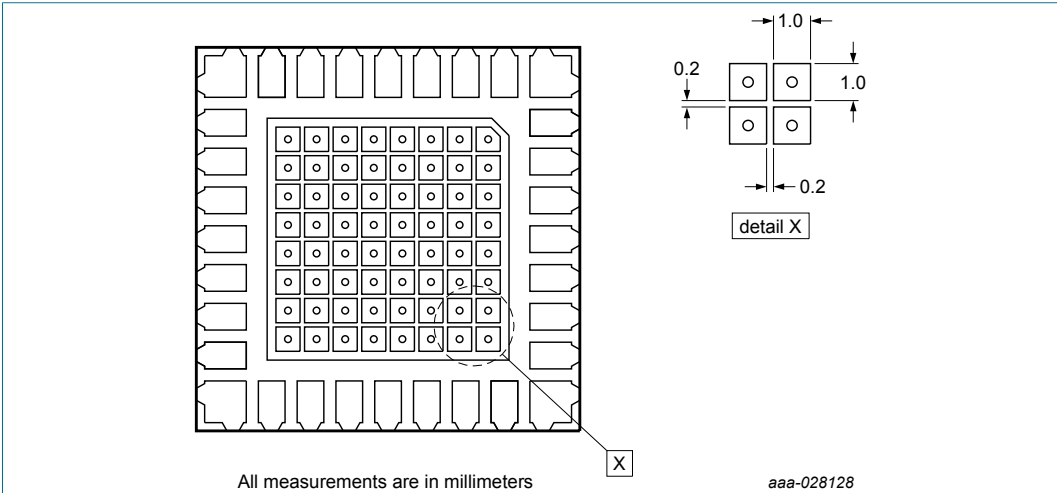 1.0
0.2
1.0
0.2
detail X
X
All measurements are in millimeters
aaa-028128